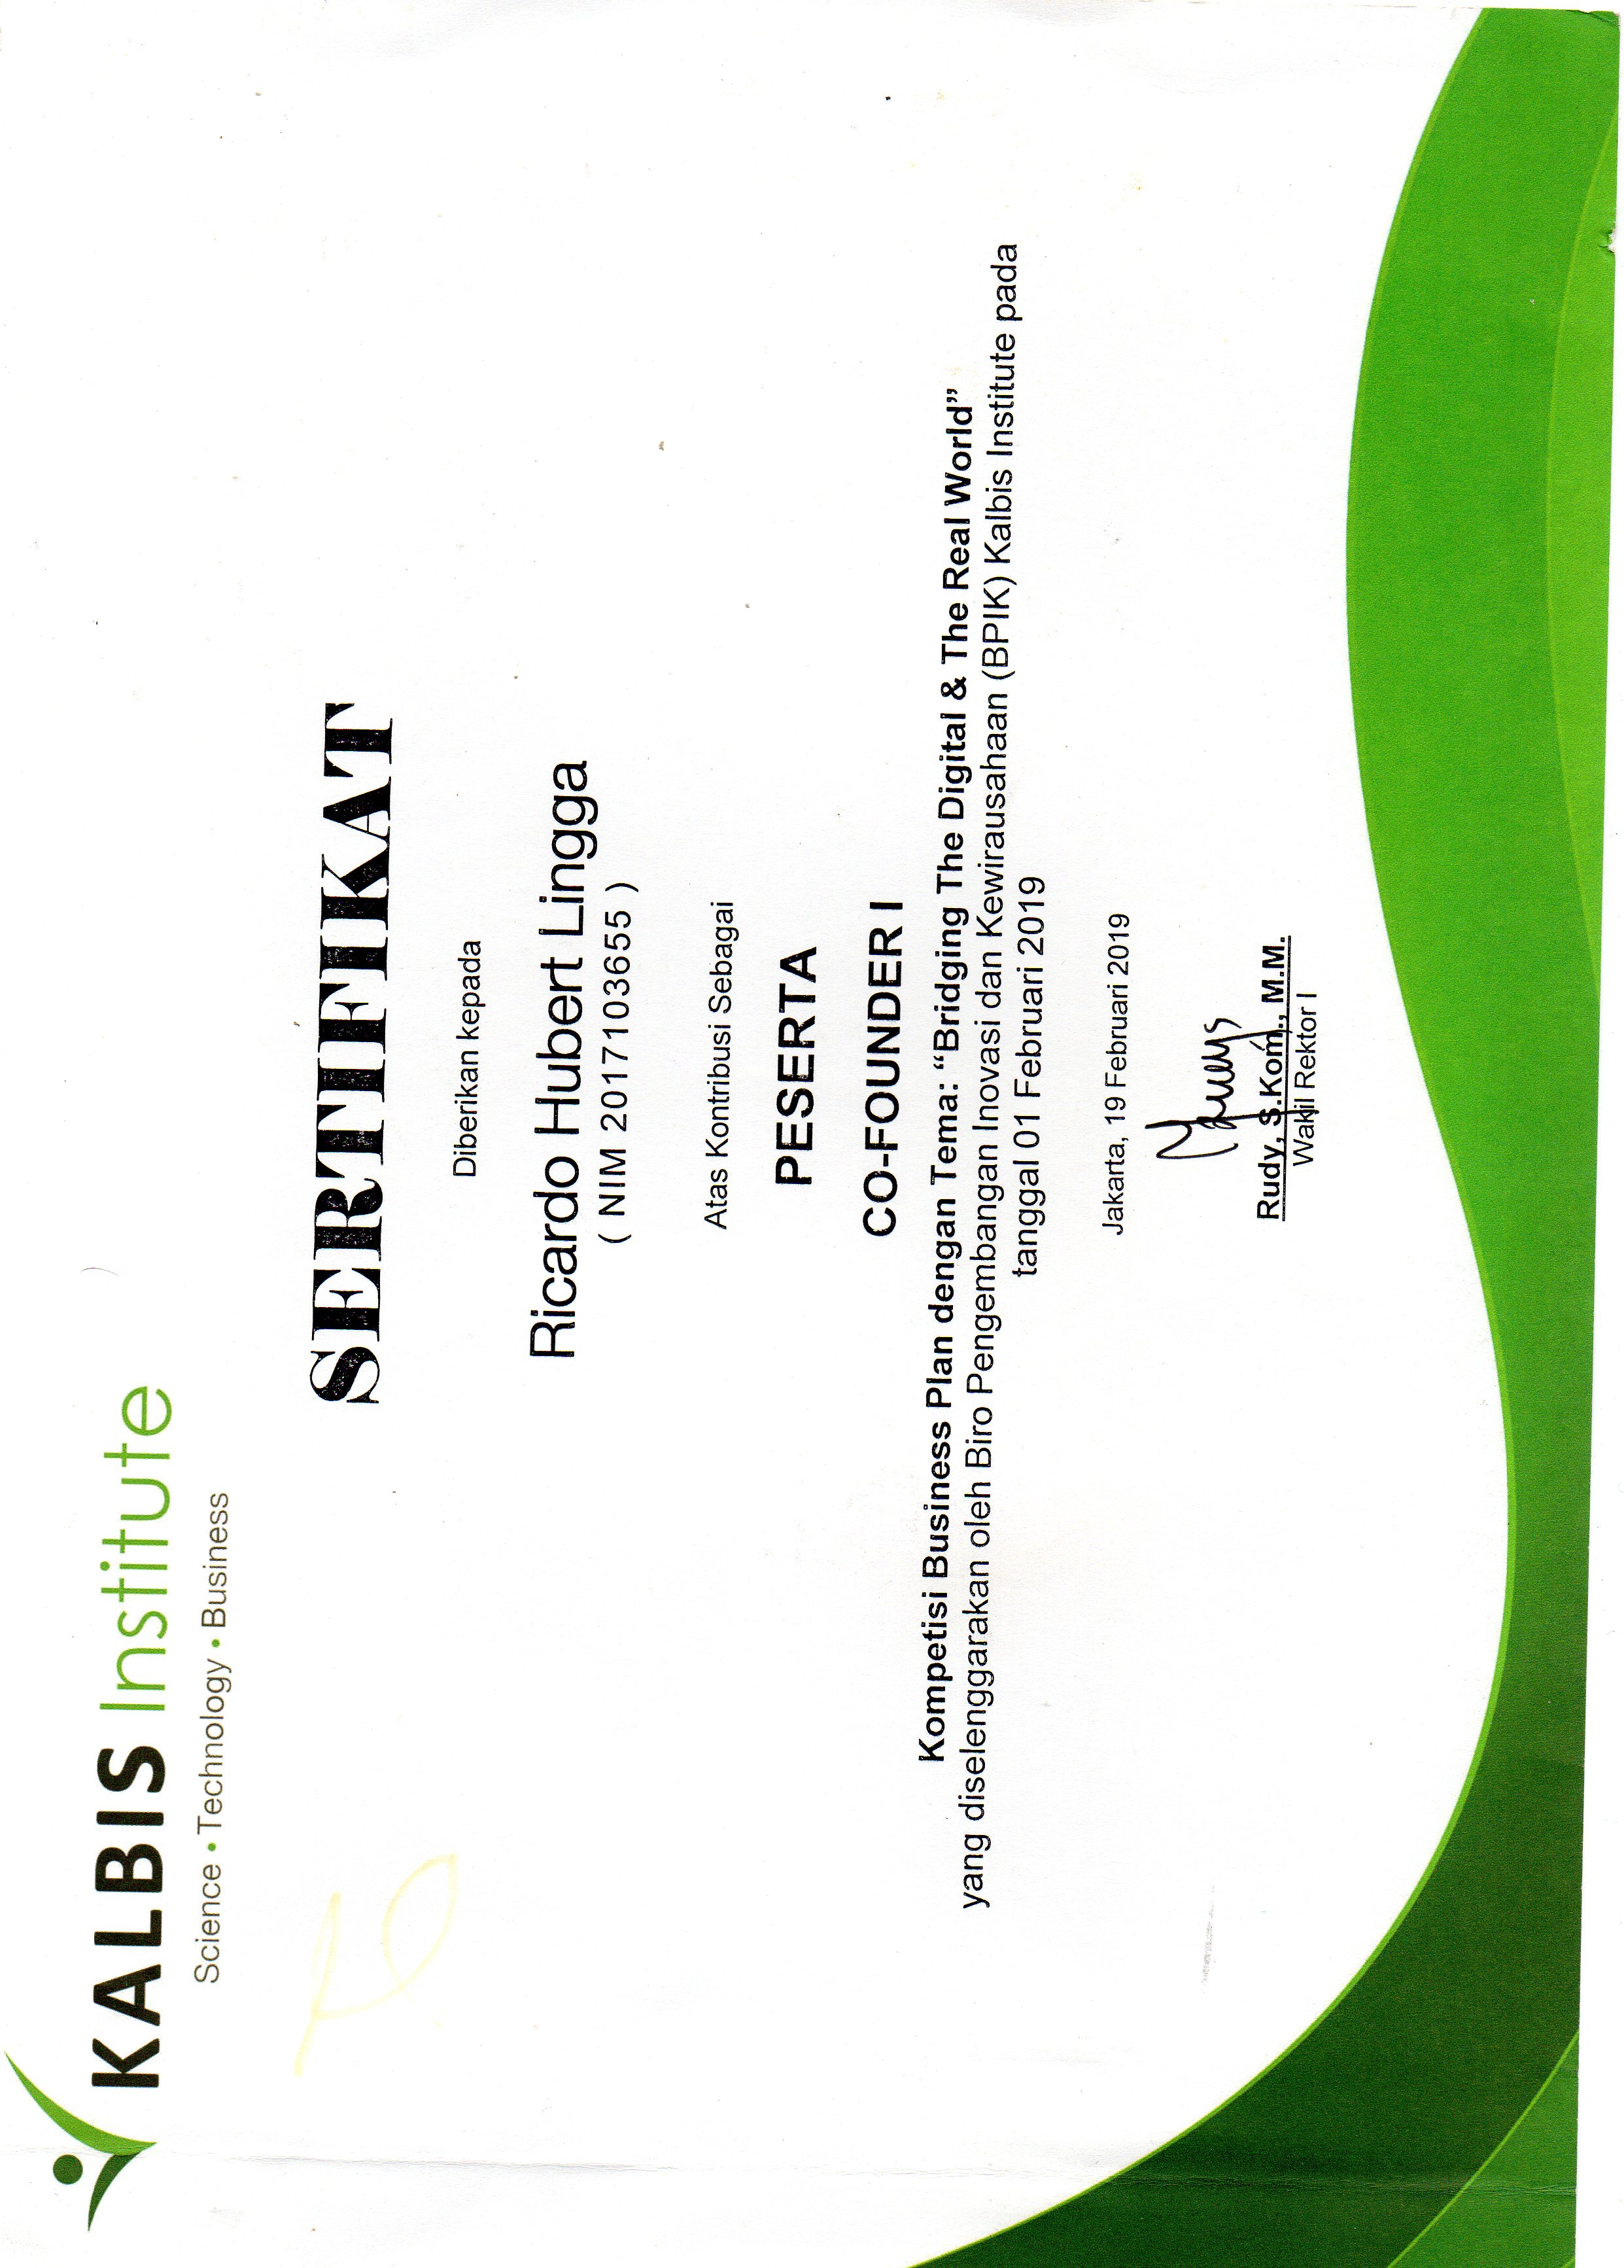 KALBIS Institute
Science • Technology • Business
SERTIFIKAT
Diberikan kepada
Ricardo Hubert Lingga
( NIM 2017103655 )
Atas Kontribusi Sebagai
PESERTA
CO-FOUNDER I
Kompetisi Business Plan dengan Tema: “Bridging The Digital & The Real World”
yang diselenggarakan oleh Biro Pengembangan Inovasi dan Kewirausahaan (BPIK) Kalbis Institute pada
tanggal 01 Februari 2019
Jakarta, 19 Februari 2019
Rudy, S.Kom., M.M.
Wakil Rektor I